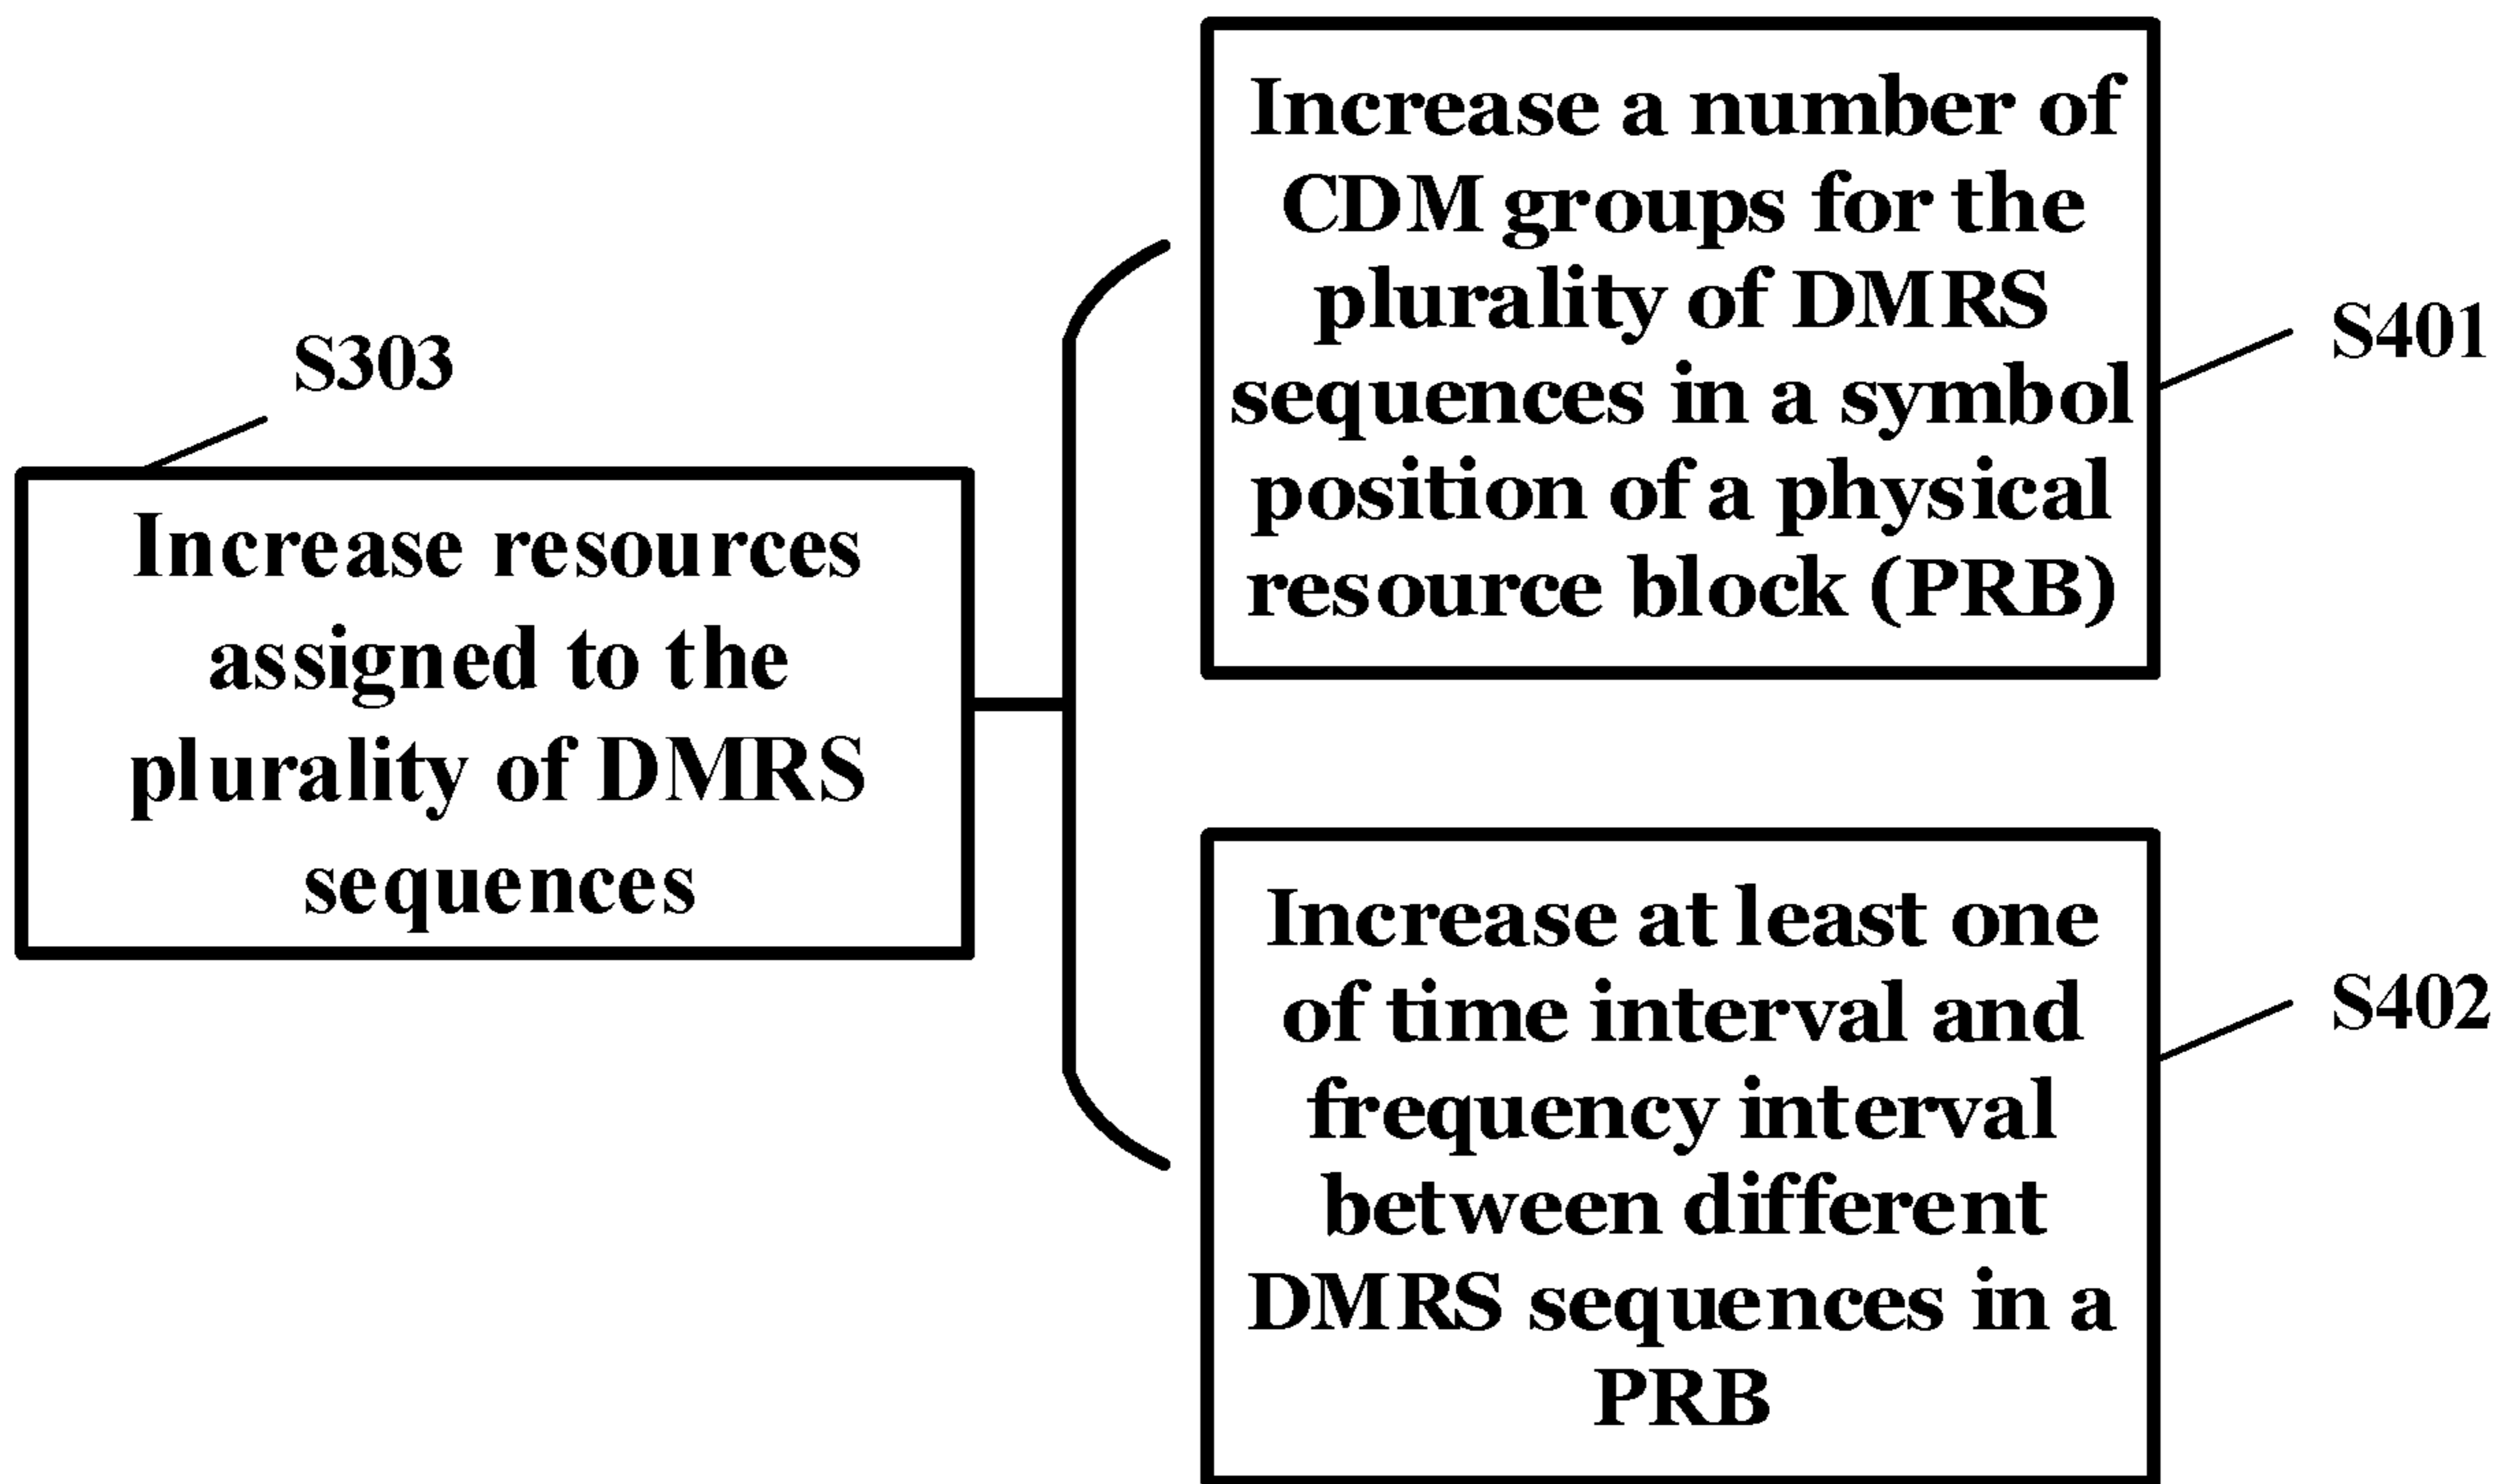 S303
Increase resources
assigned to the
plurality of DMRS
sequences
Increase a number of
CDM groups for the
plurality of DMRS
sequences in a symbol
position of a physical
resource block (PRB)
S401
Increase at least one
of time interval and
frequency interval
between different
DMRS sequences in a
PRB
S402